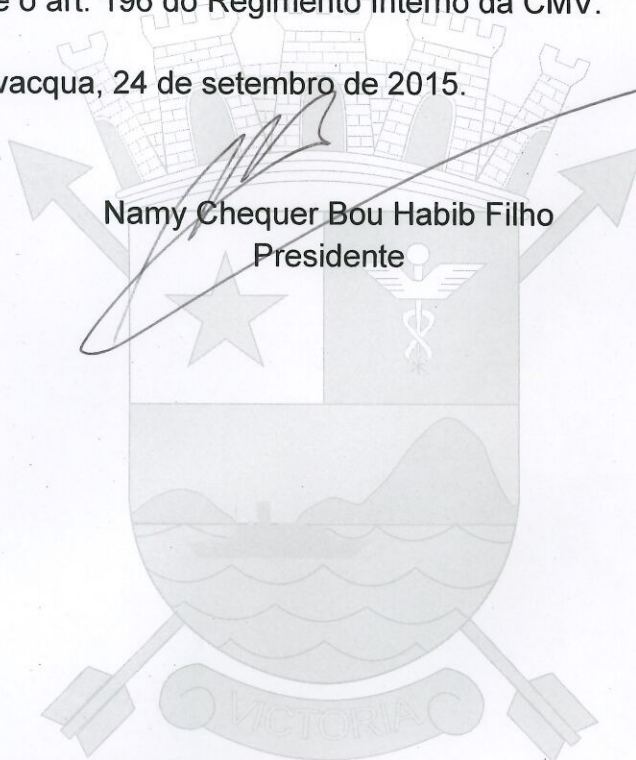 e o art. 196 do Regimento Interno da CMV.
vacqua, 24 de setembro de 2015.
Namy Chequer Bou Habib Filho
Presidente
VICTORIA